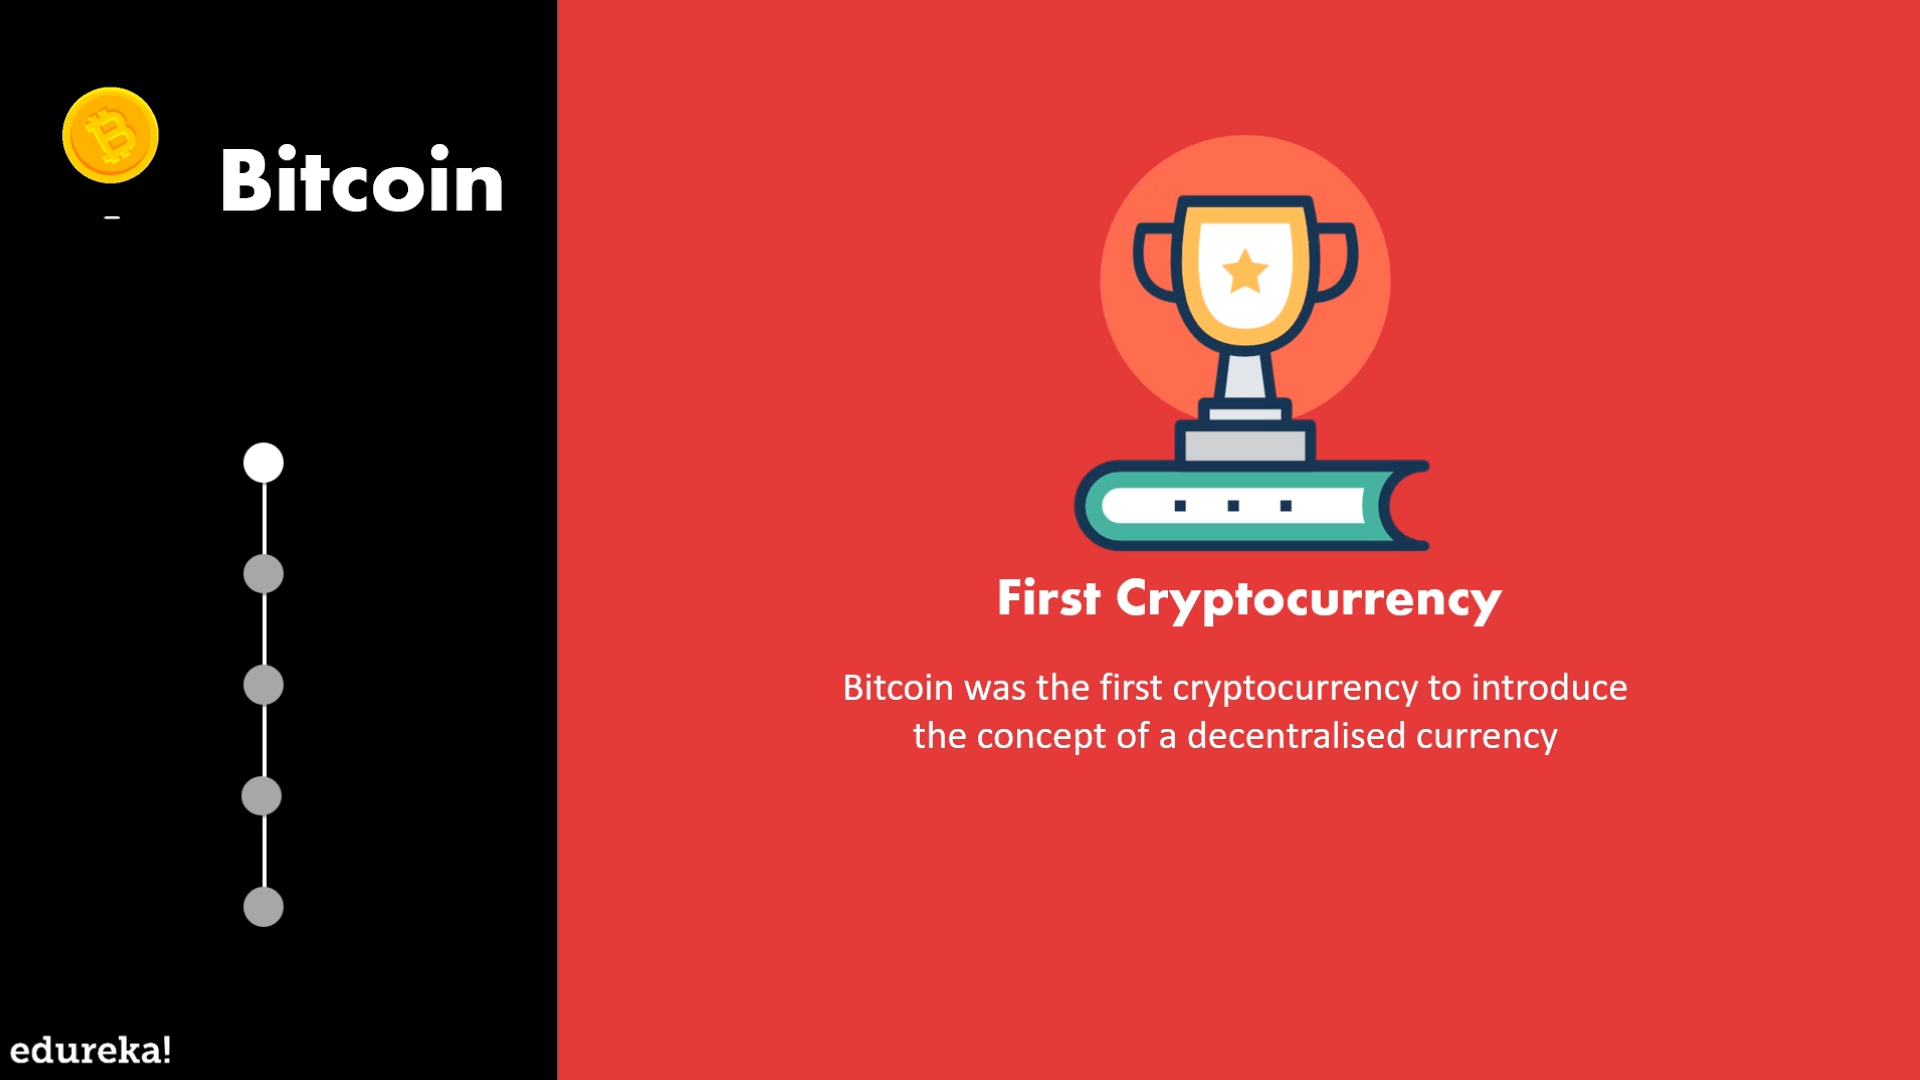 Bitcoin
First Cryptocurrency
Bitcoin was the first cryptocurrency to introduce
the concept of a decentralised currency
edureka!